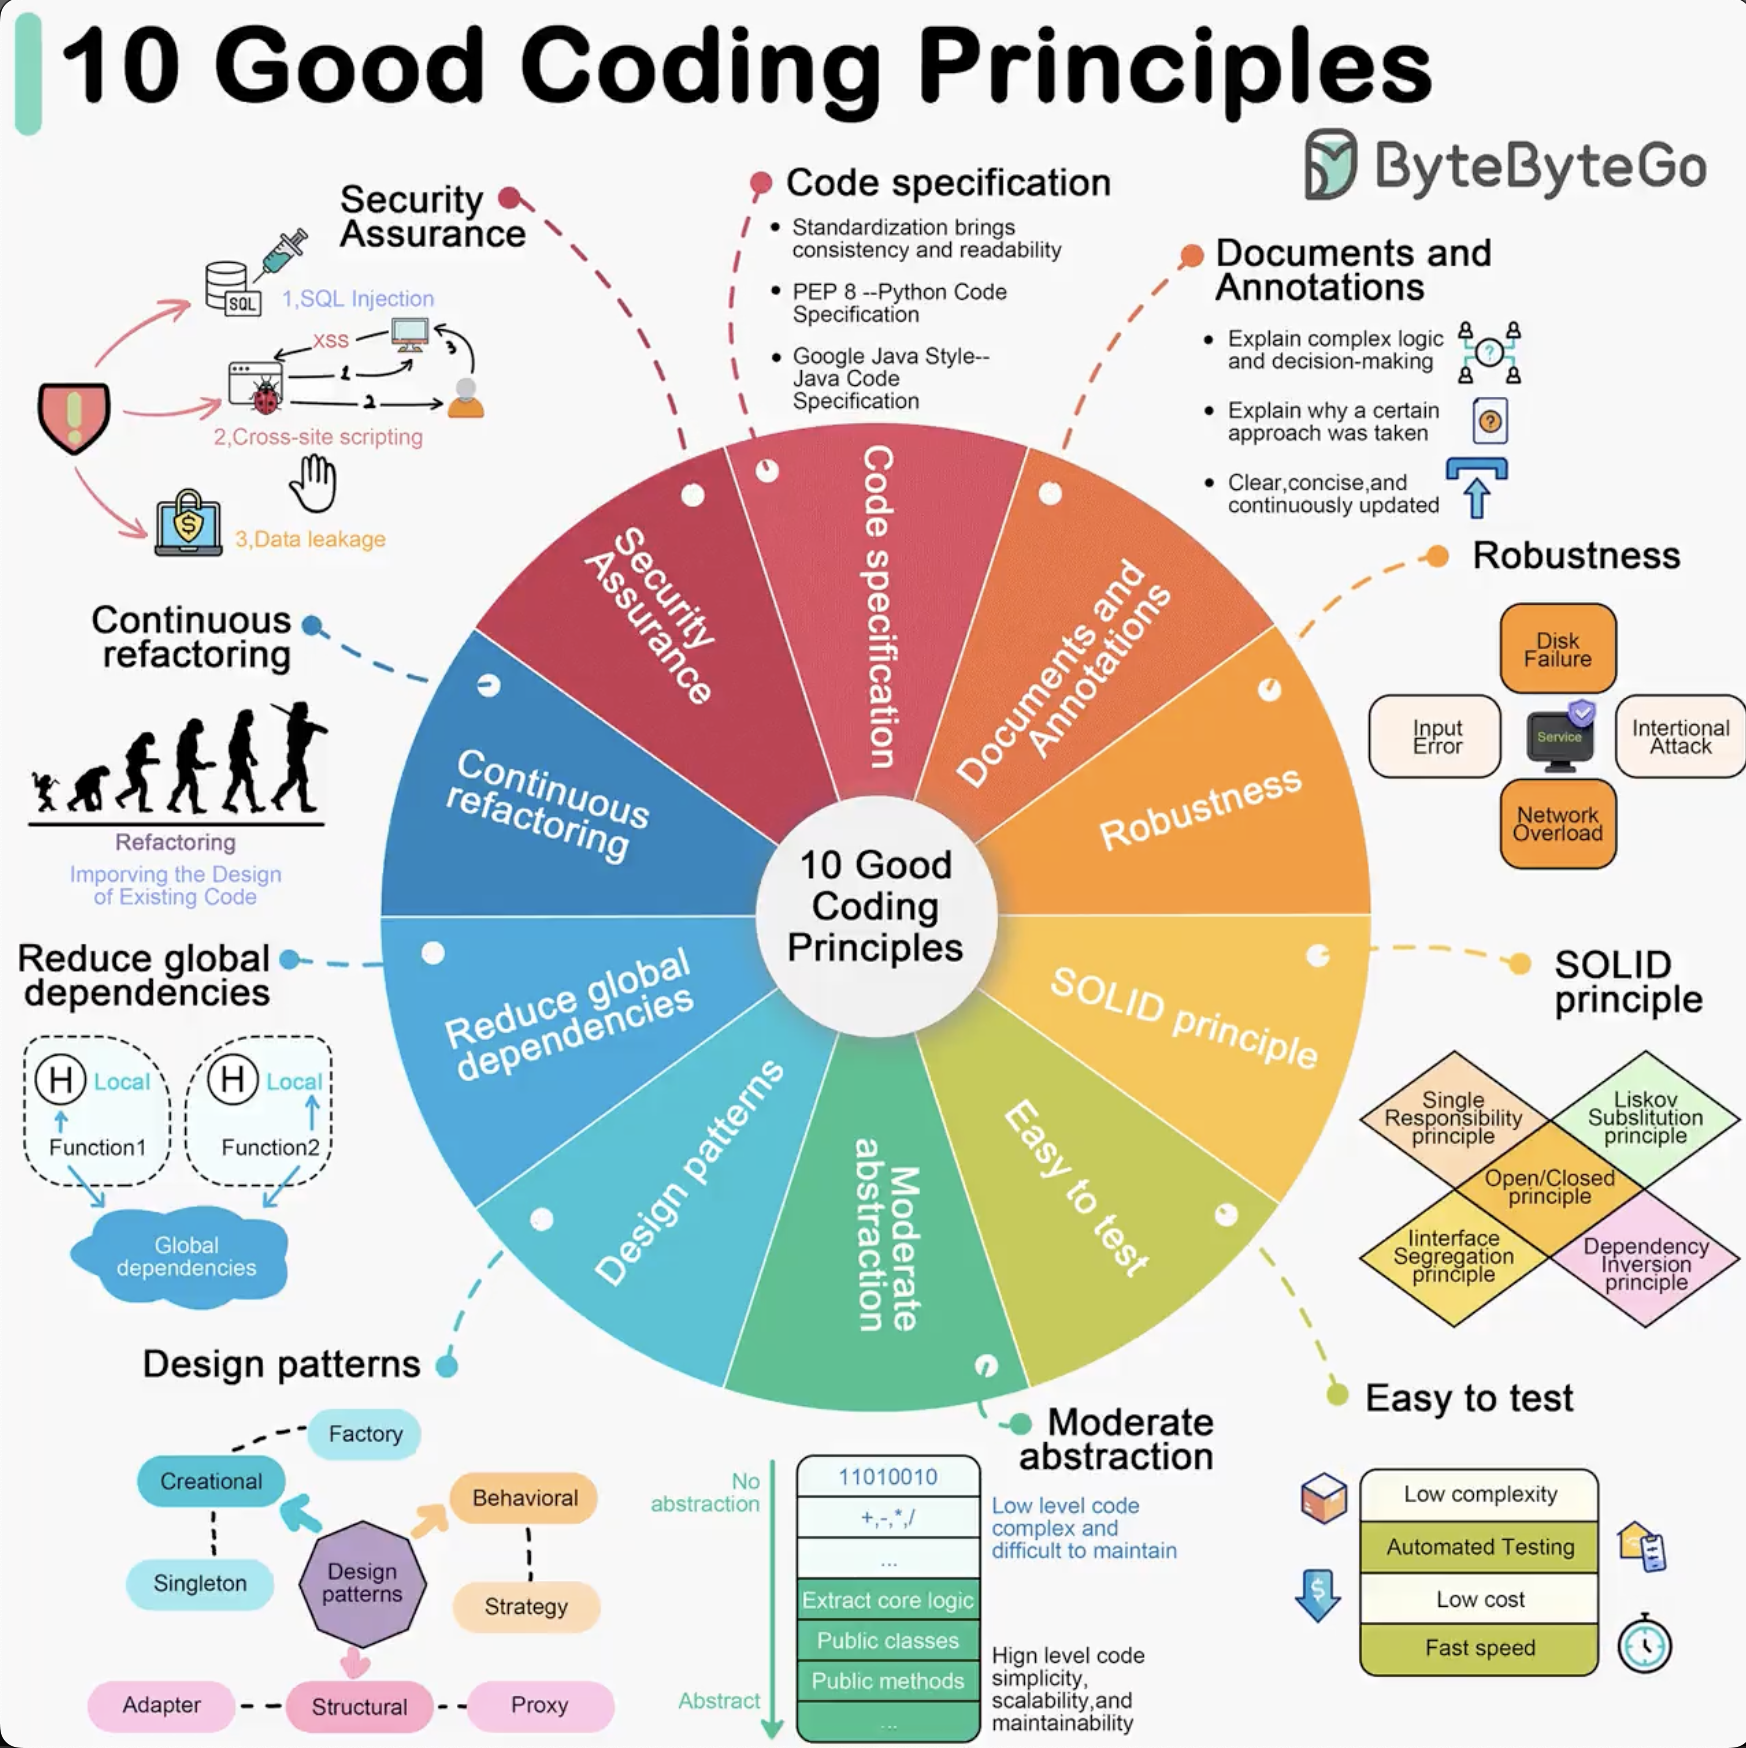 10 Good Coding Principles
ByteByteGo
Security
Assurance
SQL
1,SQL Injection
XSS
1
2
3
2,Cross-site scripting
$
3,Data leakage
Code specification
• Standardization brings
consistency and readability
• PEP 8 --Python Code
Specification
• Google Java Style--
Java Code
Specification
Documents and
Annotations
• Explain complex logic
and decision-making
?
• Explain why a certain
approach was taken
?
• Clear,concise,and
continuously updated
Robustness
Disk
Failure
Input
Error
Service
Intertional
Attack
Network
Overload
SOLID
principle
Single
Responsibility
principle
Liskov
Subslitution
principle
Open/Closed
principle
Iinterface
Segregation
principle
Dependency
Inversion
principle
Easy to test
Low complexity
Automated Testing
Low cost
Fast speed
$
Moderate
abstraction
No
abstraction
Abstract
11010010
+,-,*,/
...
Extract core logic
Public classes
Public methods
...
Low level code
complex and
difficult to maintain
Hign level code
simplicity,
scalability,and
maintainability
Design patterns
Factory
Creational
Singleton
Behavioral
Strategy
Design
patterns
Adapter
Structural
Proxy
Reduce global
dependencies
H Local
Function1
H Local
Function2
Global
dependencies
Continuous
refactoring
Refactoring
Imporving the Design
of Existing Code
Security
Assurance
Code specification
Documents and
Annotations
Robustness
SOLID principle
Easy to test
Moderate
abstraction
Design patterns
Reduce global
dependencies
Continuous
refactoring
10 Good
Coding
Principles